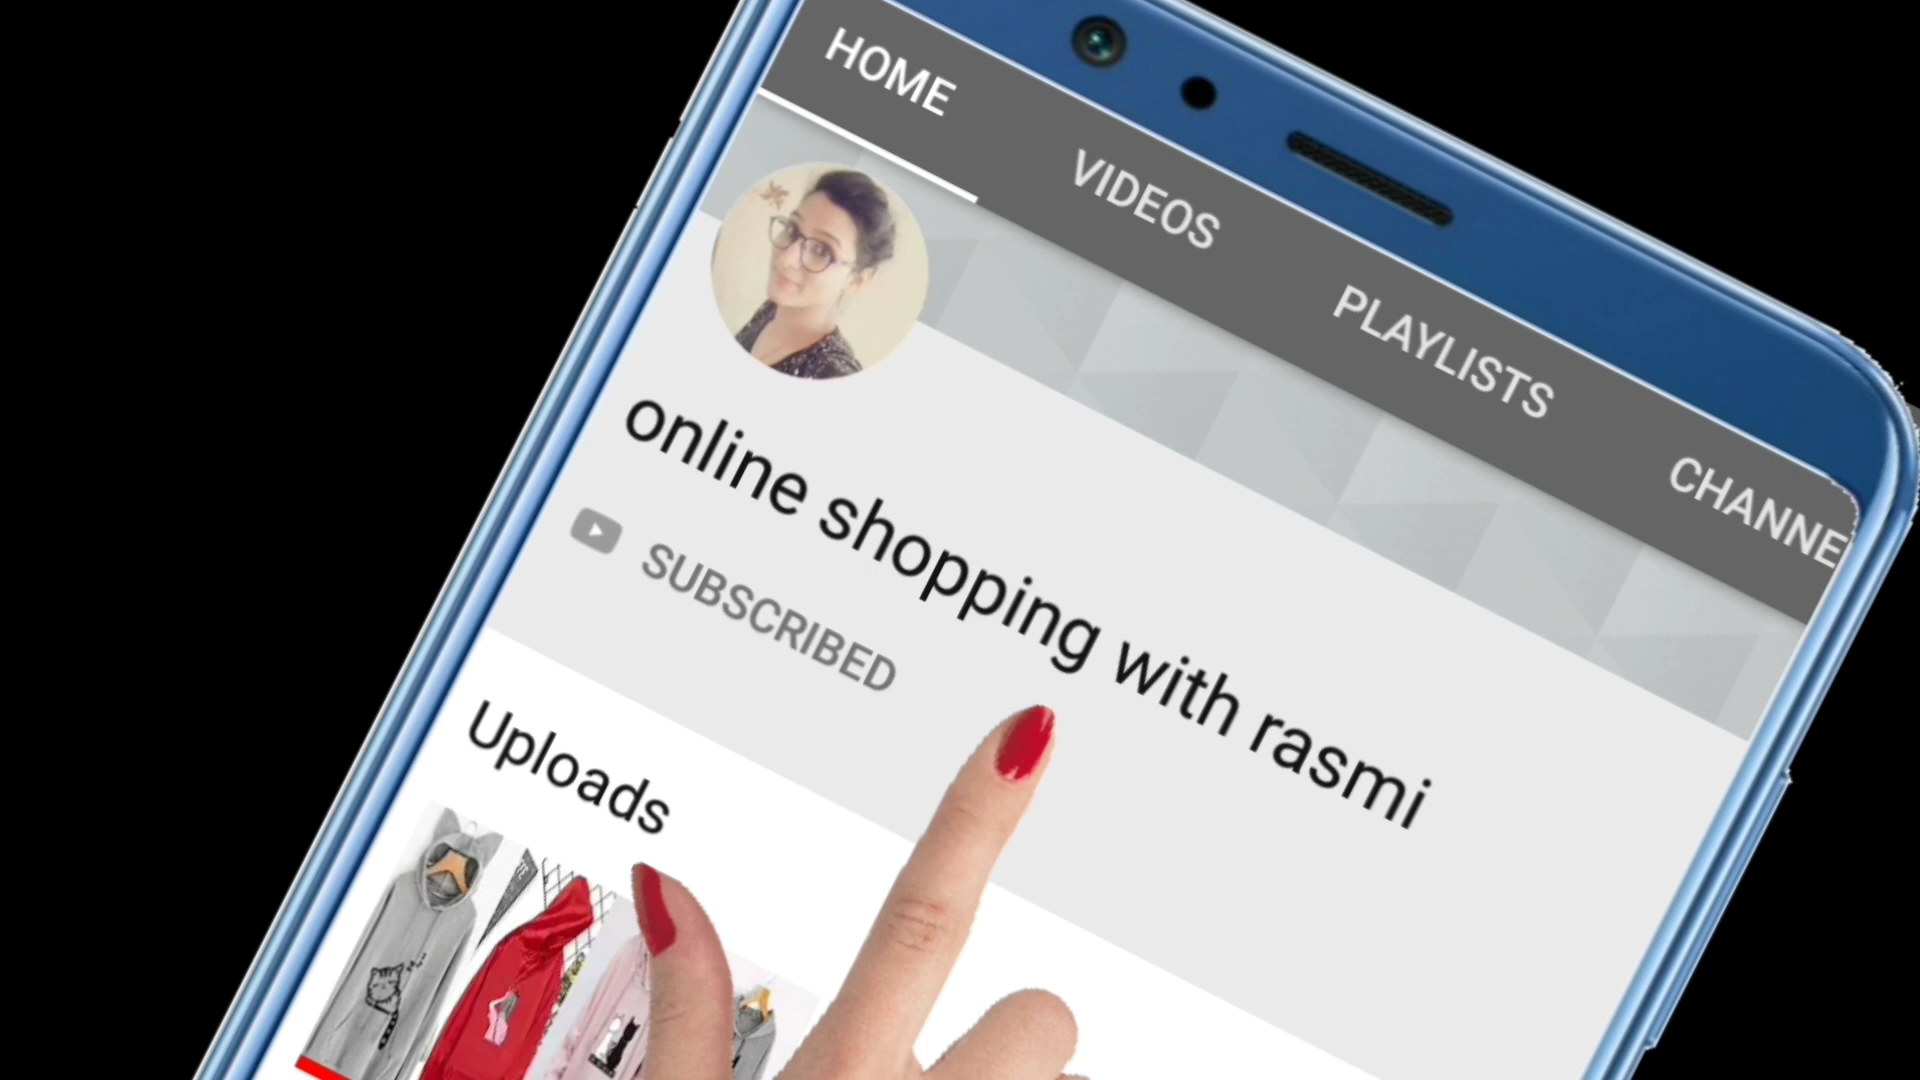 HOME
VIDEOS
PLAYLISTS
CHANNE
online shopping with rasmi
SUBSCRIBED
Uploads